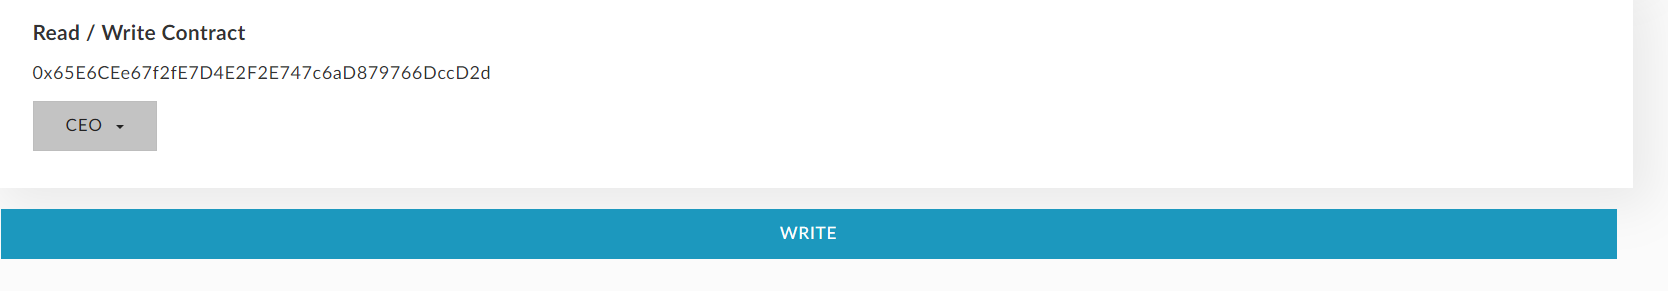 Read / Write Contract
0x65E6CEe67f2fE7D4E2F2E747c6aD879766DccD2d
CEO
WRITE